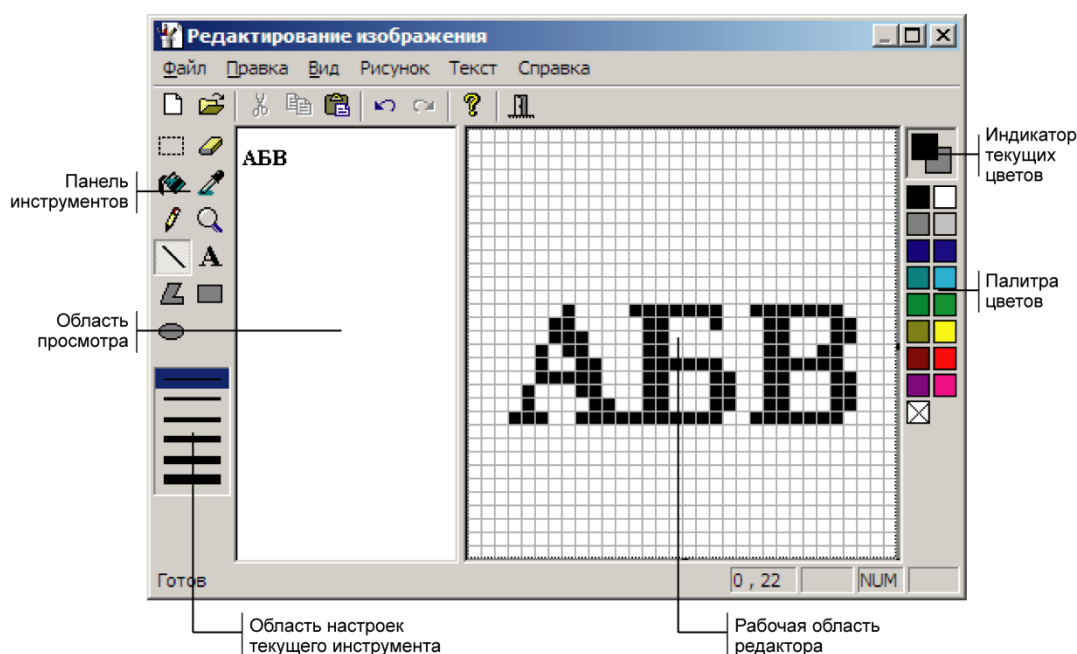 Редактирование изображения
Файл Правка Вид Рисунок Текст Справка
Индикатор
текущих
цветов
Панель
инструментов
АБВ
A
АБВ
Палитра
цветов
Область
просмотра
Готов
0 , 22
NUM
Область настроек
текущего инструмента
Рабочая область
редактора